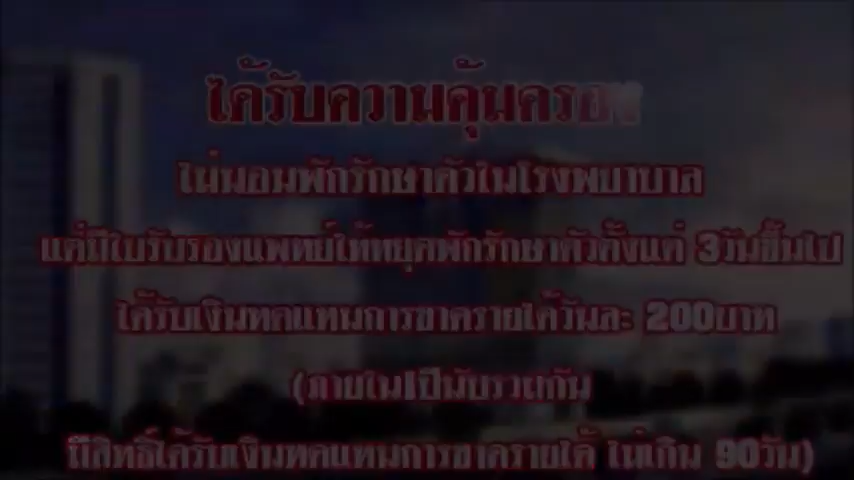 ได้รับความคุ้มครอง
ไม่นอนพักรักษาตัวในโรงพยาบาล
แต่มีใบรับรองแพทย์ให้หยุดพักรักษาตัวตั้งแต่ 3วันขึ้นไป
ได้รับเงินทดแทนการขาดรายได้วันละ 200บาท
(ภายใน1ปีนับรวมกัน
มีสิทธิ์ได้รับเงินทดแทนการขาดรายได้ ไม่เกิน 90วัน)